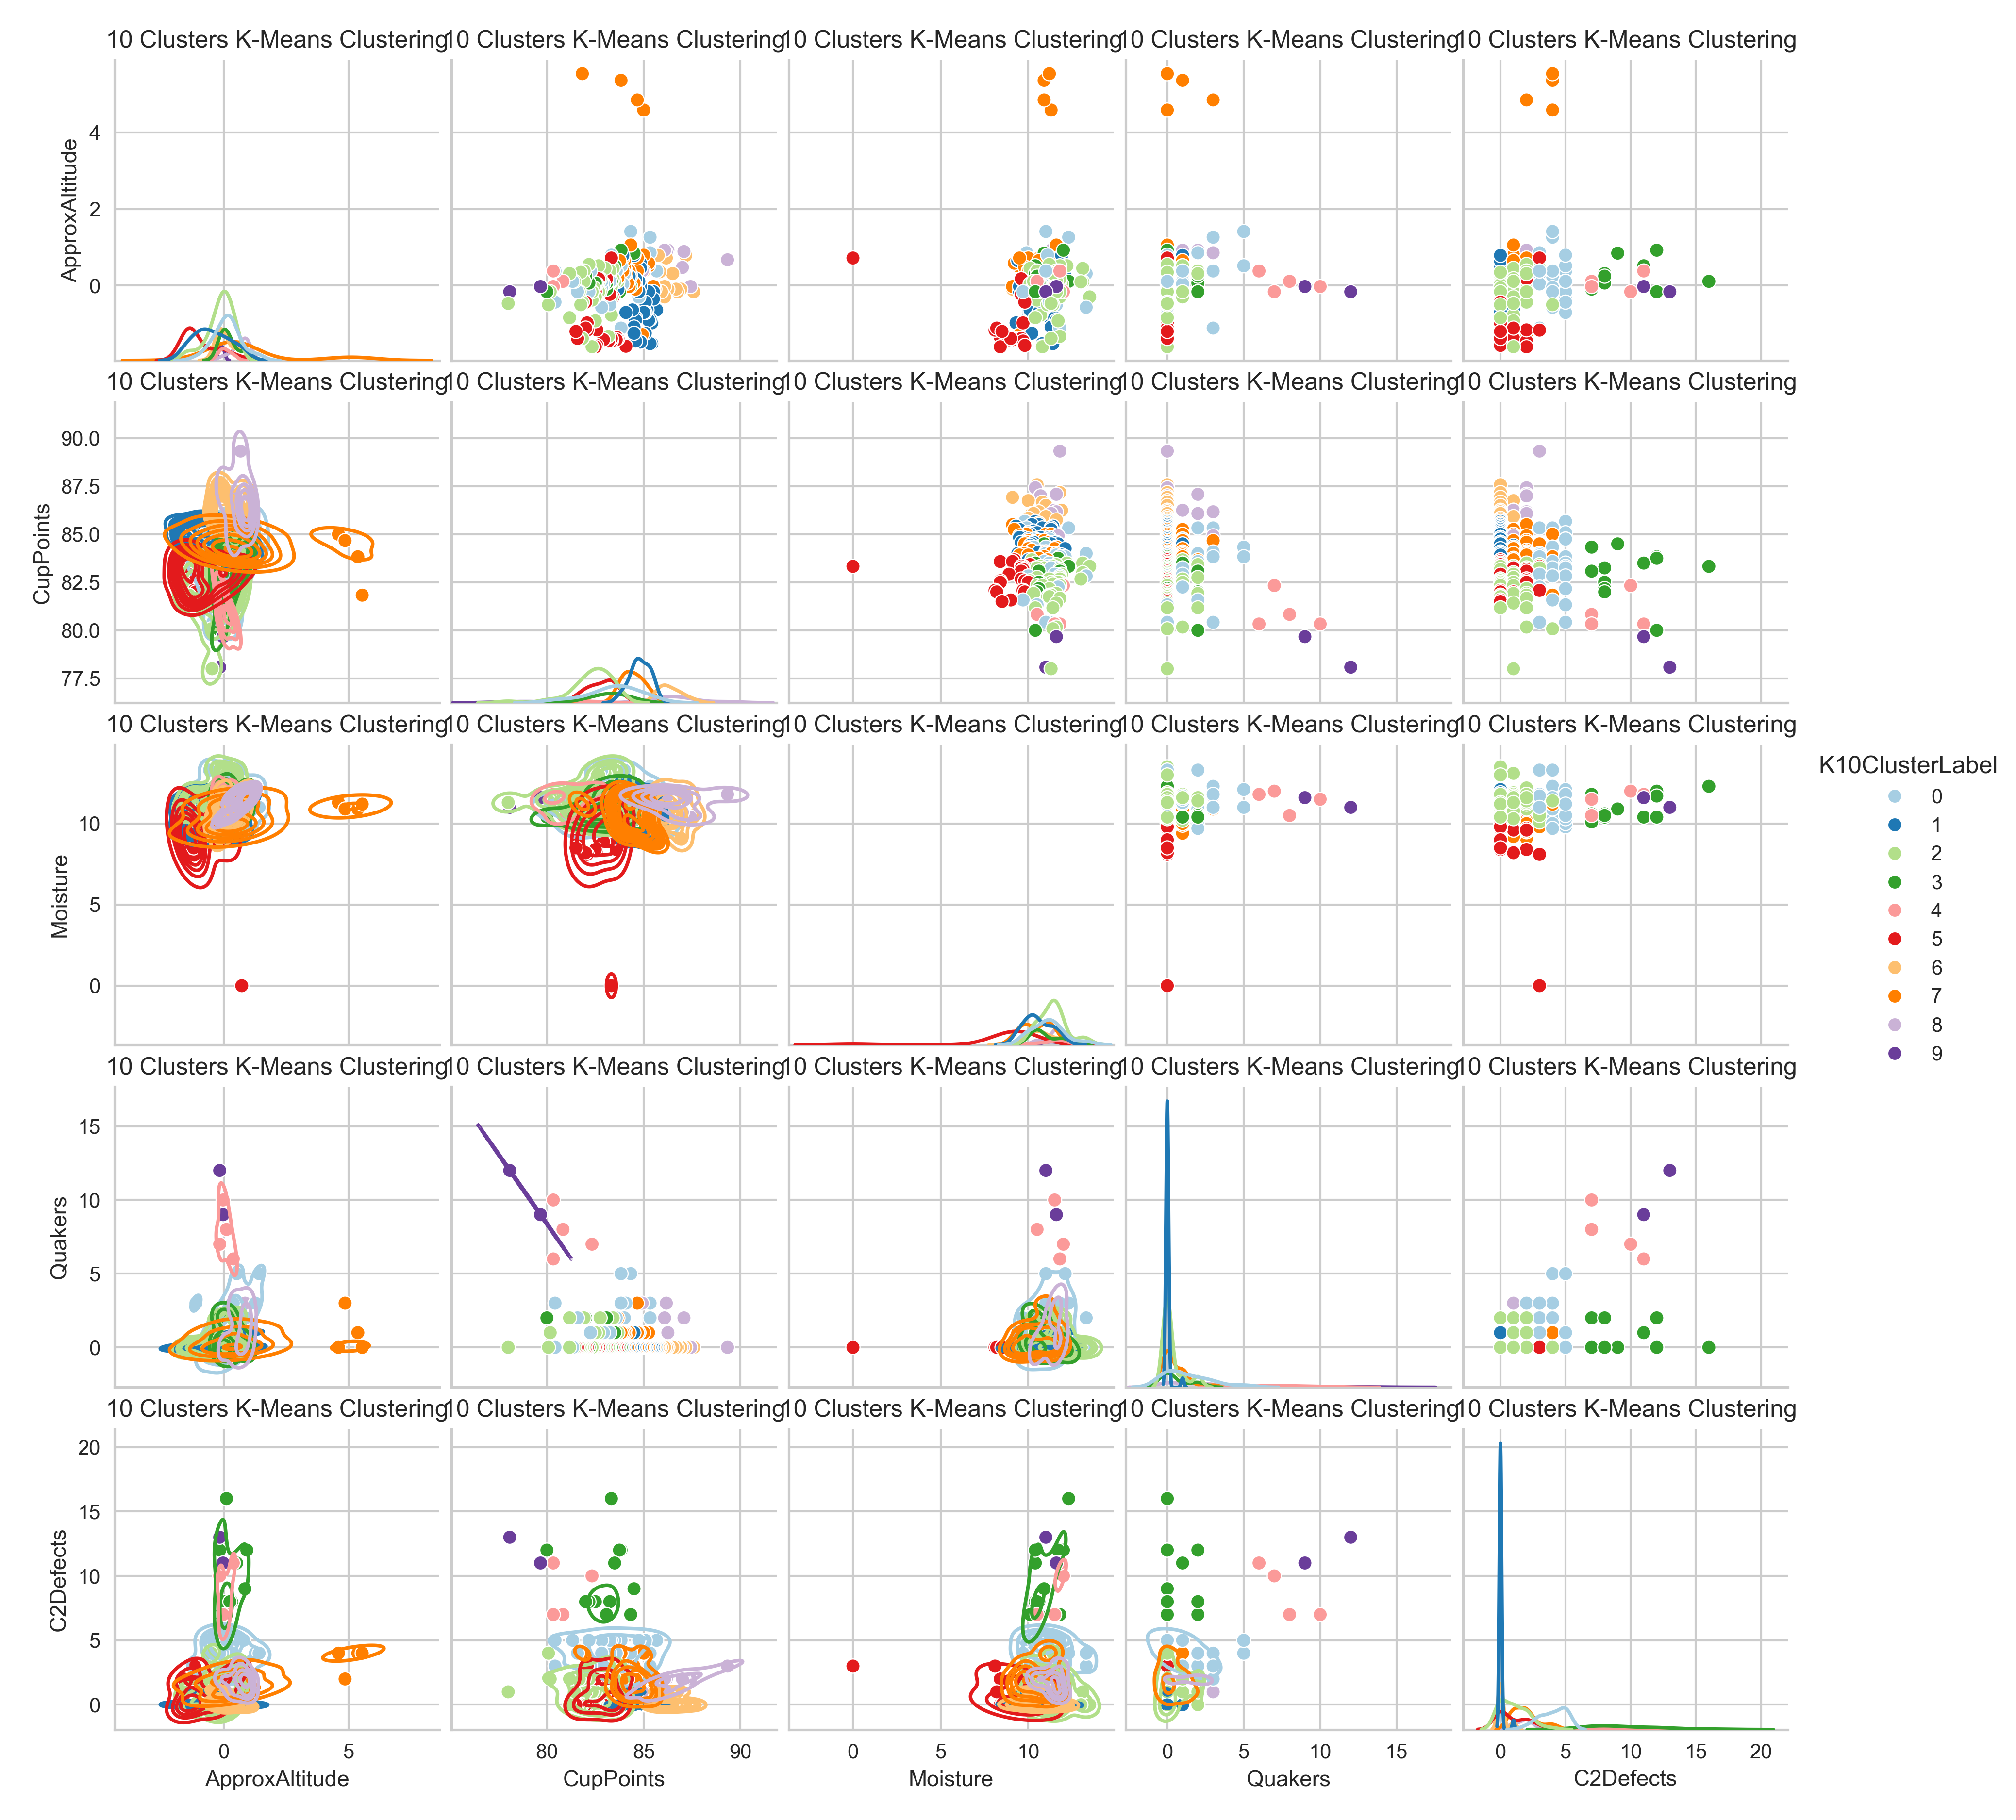 10 Clusters K-Means Clustering 10 Clusters K-Means Clustering 10 Clusters K-Means Clustering 10 Clusters K-Means Clustering 10 Clusters K-Means Clustering
4
2
0
ApproxAltitude
10 Clusters K-Means Clustering 10 Clusters K-Means Clustering 10 Clusters K-Means Clustering 10 Clusters K-Means Clustering 10 Clusters K-Means Clustering
90.0
87.5
85.0
82.5
80.0
77.5
CupPoints
10 Clusters K-Means Clustering 10 Clusters K-Means Clustering 10 Clusters K-Means Clustering 10 Clusters K-Means Clustering 10 Clusters K-Means Clustering
10
5
0
Moisture
K10ClusterLabel
0
1
2
3
4
5
6
7
8
9
10 Clusters K-Means Clustering 10 Clusters K-Means Clustering 10 Clusters K-Means Clustering 10 Clusters K-Means Clustering 10 Clusters K-Means Clustering
15
10
5
0
Quakers
10 Clusters K-Means Clustering 10 Clusters K-Means Clustering 10 Clusters K-Means Clustering 10 Clusters K-Means Clustering 10 Clusters K-Means Clustering
20
15
10
5
0
C2Defects
0 5 80 85 90 0 5 10 0 5 10 15 0 5 10 15 20
ApproxAltitude CupPoints Moisture Quakers C2Defects